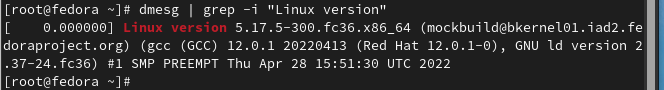 [root@fedora ~]# dmesg | grep -i "Linux version"
[    0.000000] Linux version 5.17.5-300.fc36.x86_64 (mockbuild@bkernel01.iad2.fe
doraproject.org) (gcc (GCC) 12.0.1 20220413 (Red Hat 12.0.1-0), GNU ld version 2
.37-24.fc36) #1 SMP PREEMPT Thu Apr 28 15:51:30 UTC 2022
[root@fedora ~]#